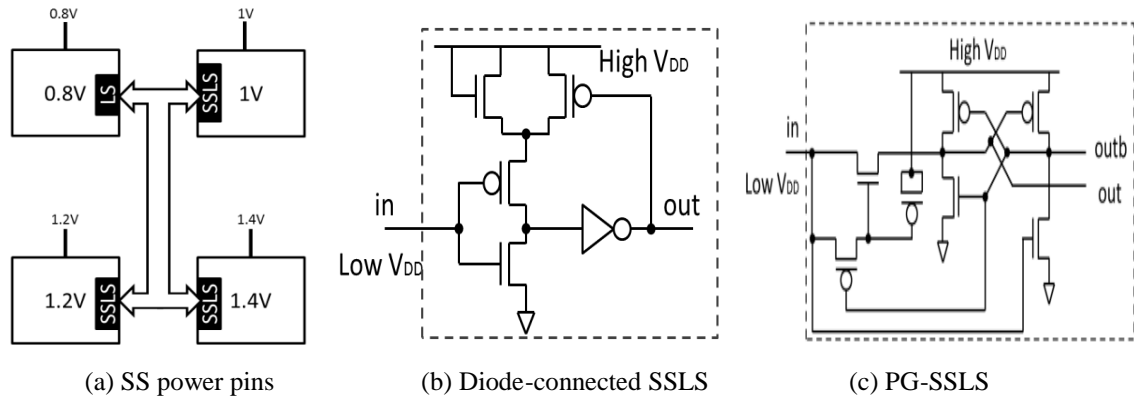 0.8V
1V
0.8V
LS
SSLS
1V
1.2V
1.4V
1.2V
SSLS
SSLS
1.4V
(a) SS power pins
High VDD
in
Low VDD
out
(b) Diode-connected SSLS
High VDD
in
Low VDD
outb
out
(c) PG-SSLS